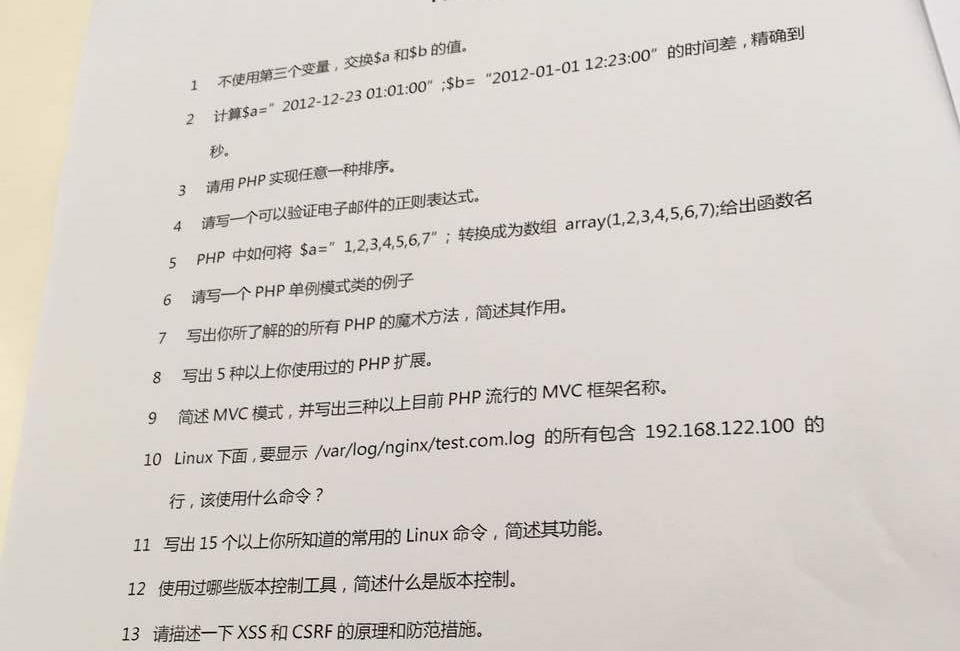 1 不使用第三个变量，交换$a 和$b 的值。
2 计算$a=”2012-12-23 01:01:00”;$b= “2012-01-01 12:23:00” 的时间差，精确到
秒。
3 请用 PHP 实现任意一种排序。
4 请写一个可以验证电子邮件的正则表达式。
5 PHP 中如何将 $a=”1,2,3,4,5,6,7”; 转换成为数组 array(1,2,3,4,5,6,7);给出函数名
6 请写一个 PHP 单例模式类的例子
7 写出你所了解的的所有 PHP 的魔术方法，简述其作用。
8 写出 5 种以上你使用过的 PHP 扩展。
9 简述 MVC 模式，并写出三种以上目前 PHP 流行的 MVC 框架名称。
10 Linux 下面，要显示 /var/log/nginx/test.com.log 的所有包含 192.168.122.100 的
行，该使用什么命令？
11 写出 15 个以上你所知道的常用的 Linux 命令，简述其功能。
12 使用过哪些版本控制工具，简述什么是版本控制。
13 请描述一下 XSS 和 CSRF 的原理和防范措施。